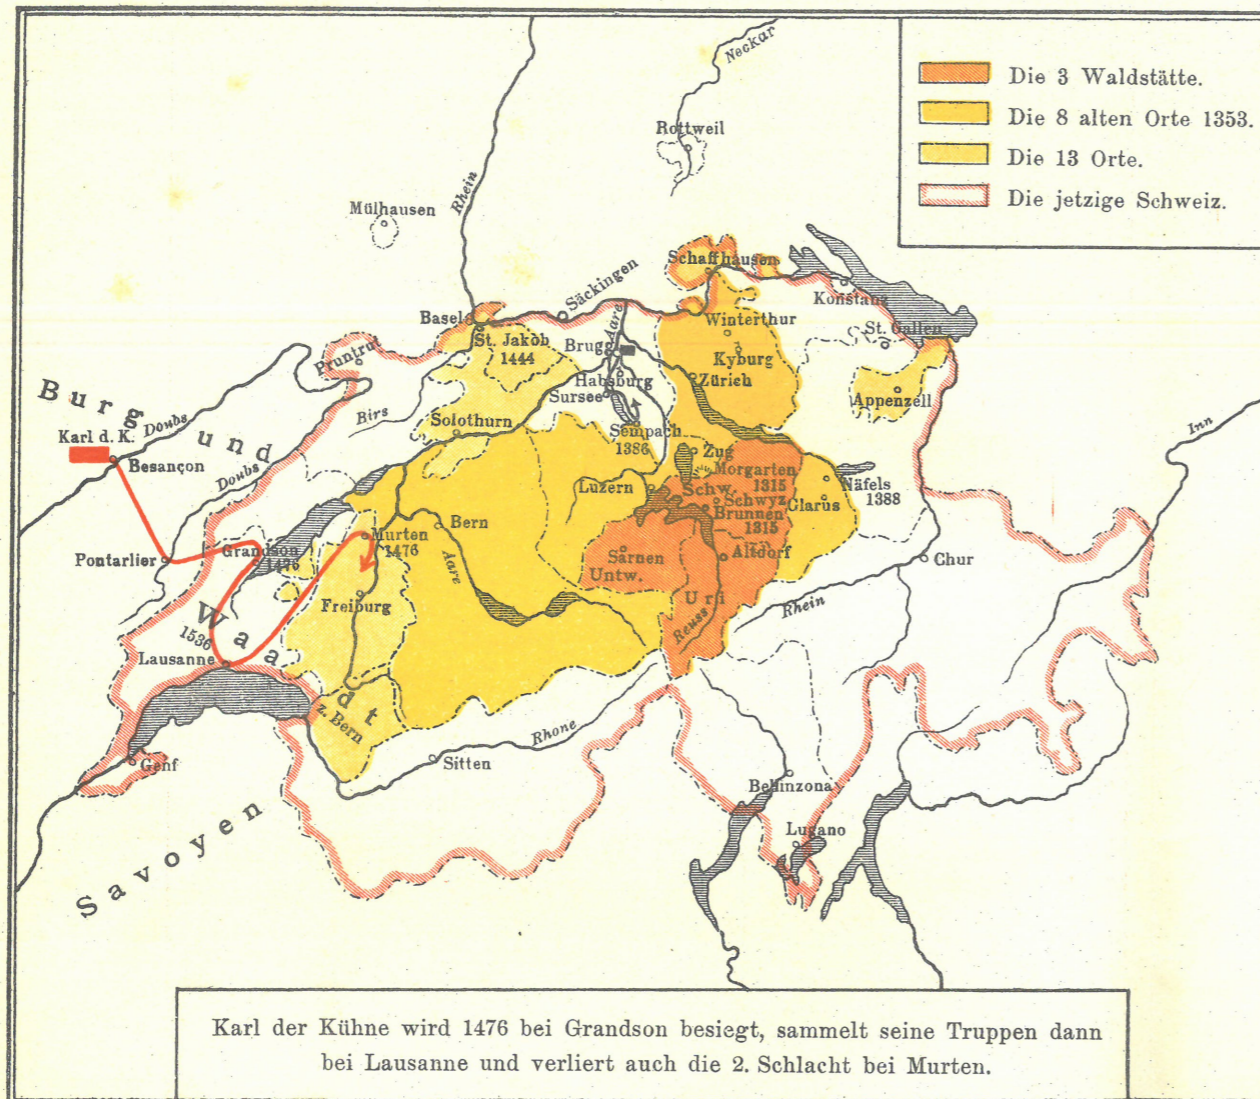 Neckar
Rottweil
Mülhausen
Rhein
Die 3 Waldstätte.
Die 8 alten Orte 1353.
Die 13 Orte.
Die jetzige Schweiz.
Schaffhausen
Säckingen
Konstanz
Basel
Aare
Winterthur
St. Gallen
St. Jakob
1444
Brugg
Kyburg
Pruntrut
Habsburg
Zürich
Sursee
Appenzell
Burgund
Birs
Solothurn
Sempach
1386
Karl d. K.
Doubs
Besançon
Doubs
Zug
Inn
Morgarten
1315
Luzern
Schw.
Schwyz
Näfels
1388
Brunnen
1315
Glarus
Bern
Murten
1476
Grandson
1476
Pontarlier
Aare
Sarnen
Altdorf
Chur
Untw.
Uri
Rhein
Freiburg
Reuss
Waadt
1536
Lausanne
z. Bern
Rhone
Sitten
Genf
Bellinzona
Lugano
Savoyen
Karl der Kühne wird 1476 bei Grandson besiegt, sammelt seine Truppen dann
bei Lausanne und verliert auch die 2. Schlacht bei Murten.